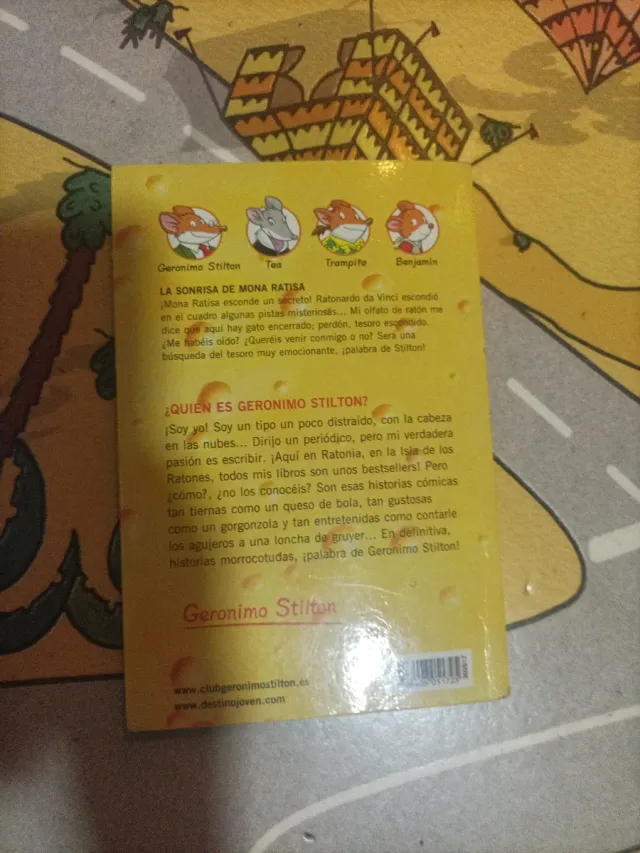 Geronimo Stilton Tea Trampita Benjamín
LA SONRISA DE MONA RATISA
¡Mona Ratisa esconde un secreto! Ratonardo da Vinci escondió
en el cuadro algunas pistas misteriosas... Mi olfato de ratón me
dice que aquí hay gato encerrado; perdón, tesoro escondido.
¿Me habéis oído? ¿Queréis venir conmigo o no? Será una
búsqueda del tesoro muy emocionante, ¡palabra de Stilton!
¿QUIEN ES GERONIMO STILTON?
¡Soy yo! Soy un tipo un poco distraído, con la cabeza
en las nubes... Dirijo un periódico, pero mi verdadera
pasión es escribir. ¡Aquí en Ratonia, en la Isla de los
Ratones, todos mis libros son unos bestsellers! Pero
¿cómo?, ¿no los conocéis? Son esas historias cómicas
tan tiernas como un queso de bola, tan gustosas
como un gorgonzola y tan entretenidas como contarle
los agujeros a una loncha de gruyer... En definitiva,
historias morrocotudas, ¡palabra de Geronimo Stilton!
Geronimo Stilton
www.clubgeronimostilton.es
www.destinojoven.com